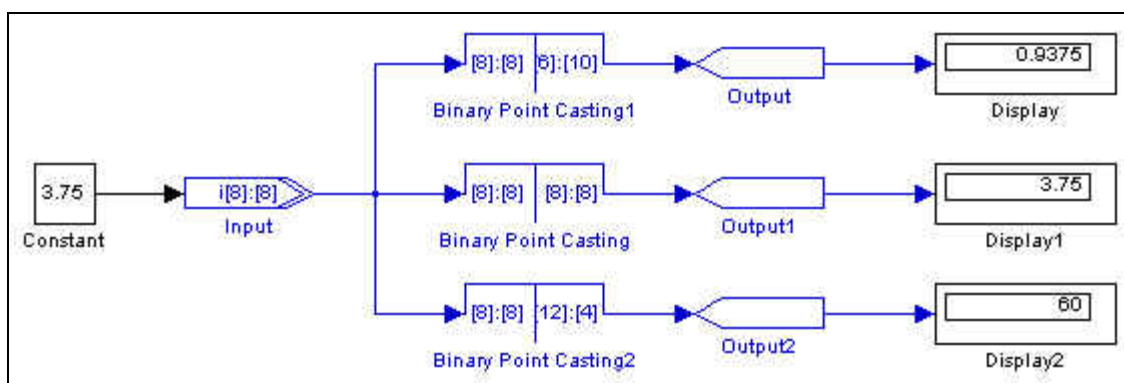 [8]:[8] [6]:[10]
Binary Point Casting1
Output
0.9375
Display
3.75
Constant
i[8]:[8]
Input
[8]:[8] [8]:[8]
Binary Point Casting
Output1
3.75
Display1
[8]:[8] [12]:[4]
Binary Point Casting2
Output2
60
Display2